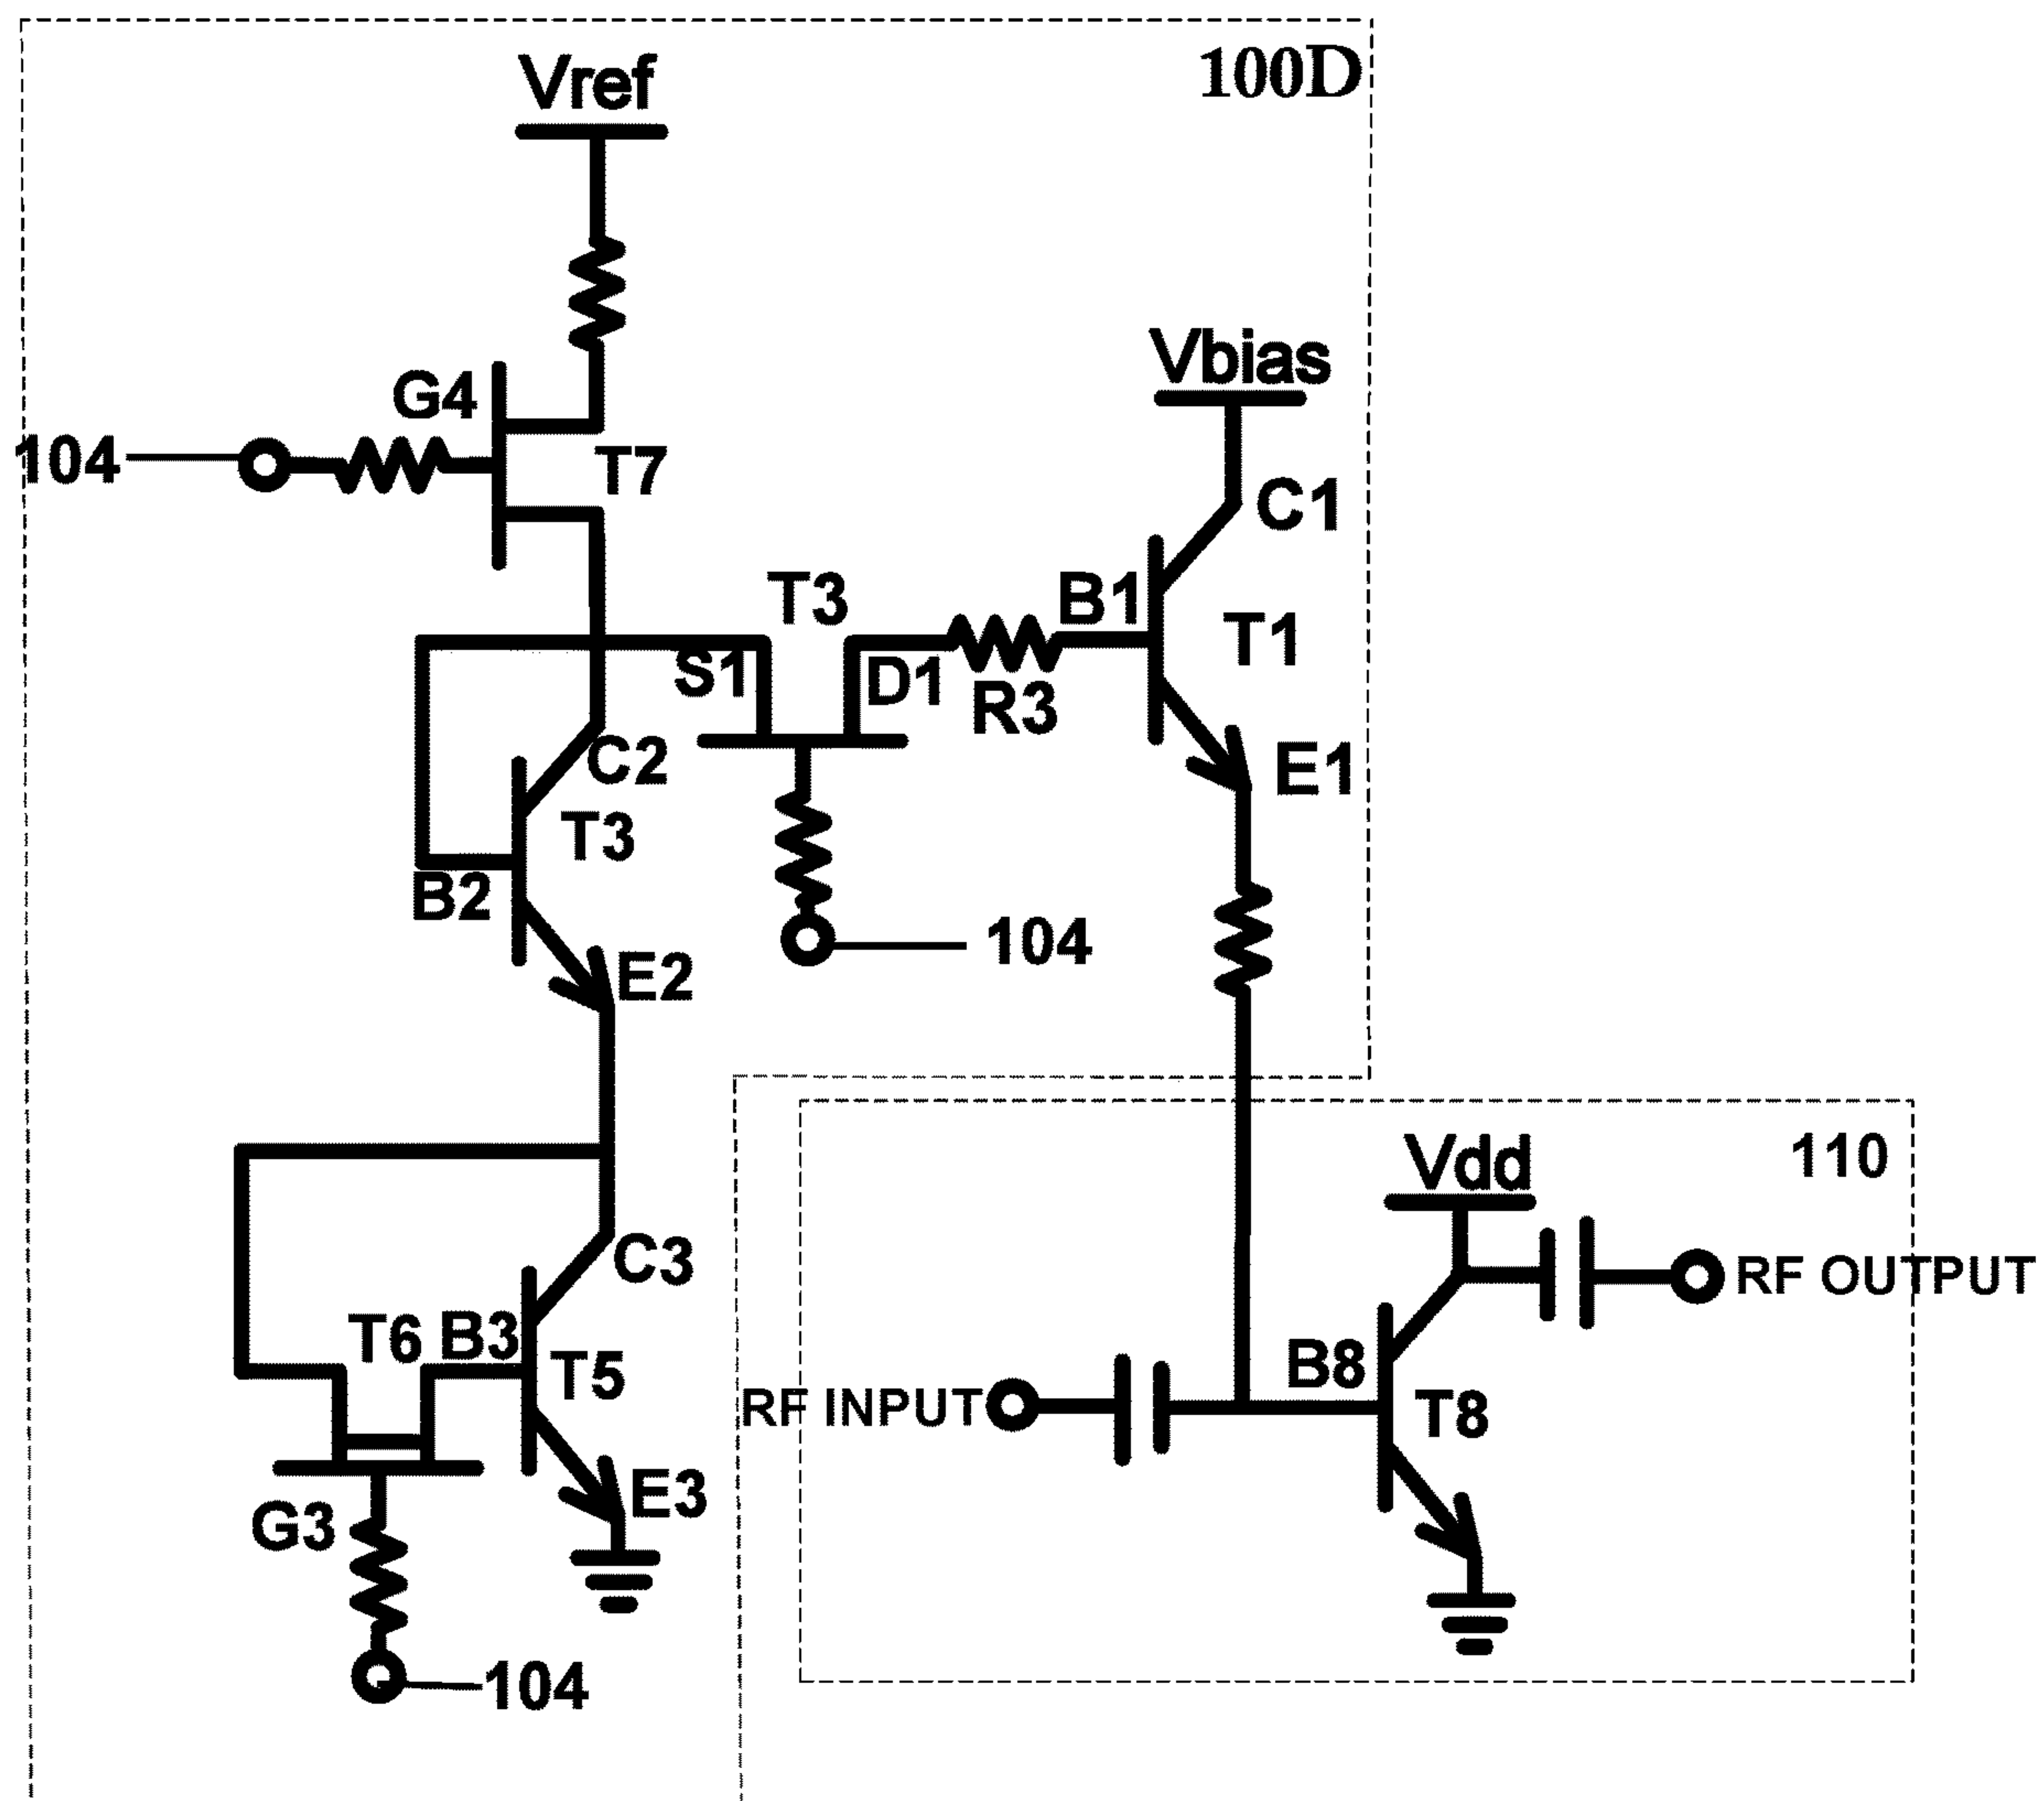 100D
Vref
Vbias
G4
104
T7
C1
T3
B1
T1
S1
D1
R3
C2
E1
T3
B2
104
E2
Vdd
110
C3
RF OUTPUT
T6
B3
T5
B8
RF INPUT
T8
E3
G3
104